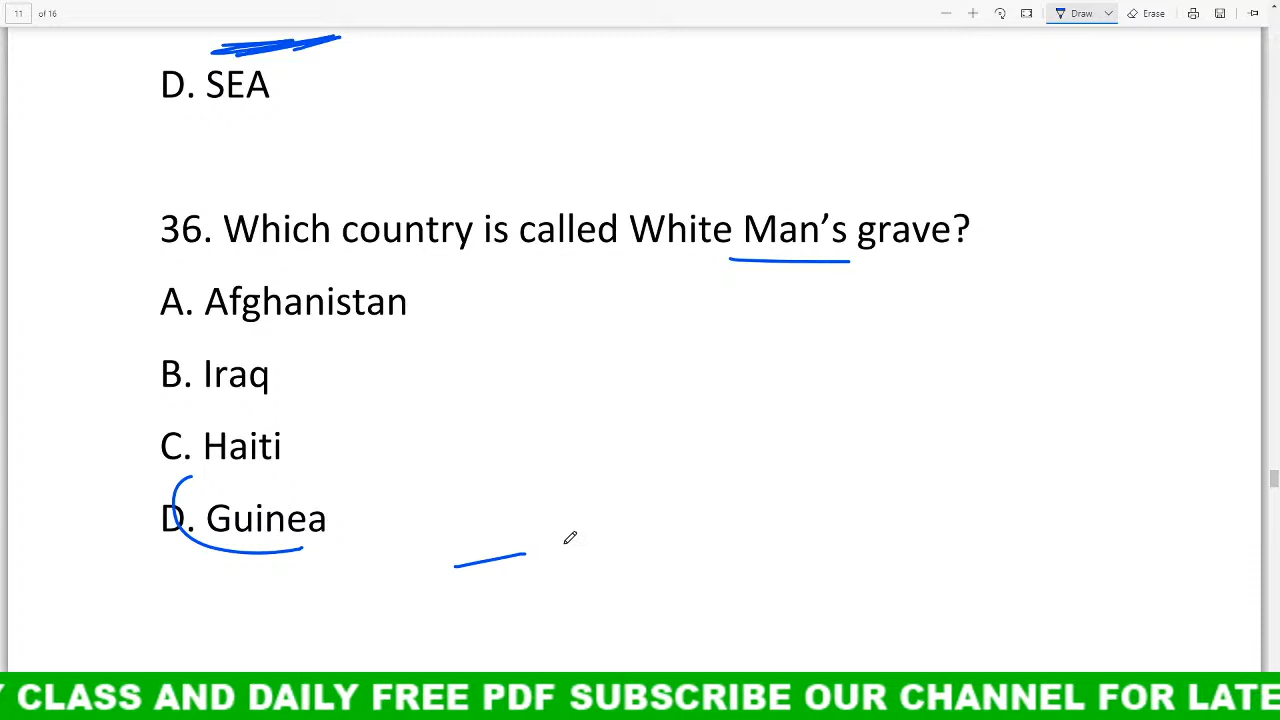 11 of 16 Draw Erase
D. SEA
36. Which country is called White Man’s grave?
A. Afghanistan
B. Iraq
C. Haiti
D. Guinea
Y CLASS AND DAILY FREE PDF SUBSCRIBE OUR CHANNEL FOR LATE